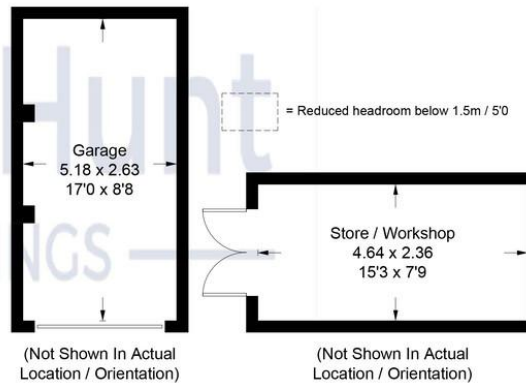 Hunt
NGS
= Reduced headroom below 1.5m / 5'0
Garage
5.18 x 2.63
17'0 x 8'8
Store / Workshop
4.64 x 2.36
15'3 x 7'9
(Not Shown In Actual
Location / Orientation)
(Not Shown In Actual
Location / Orientation)